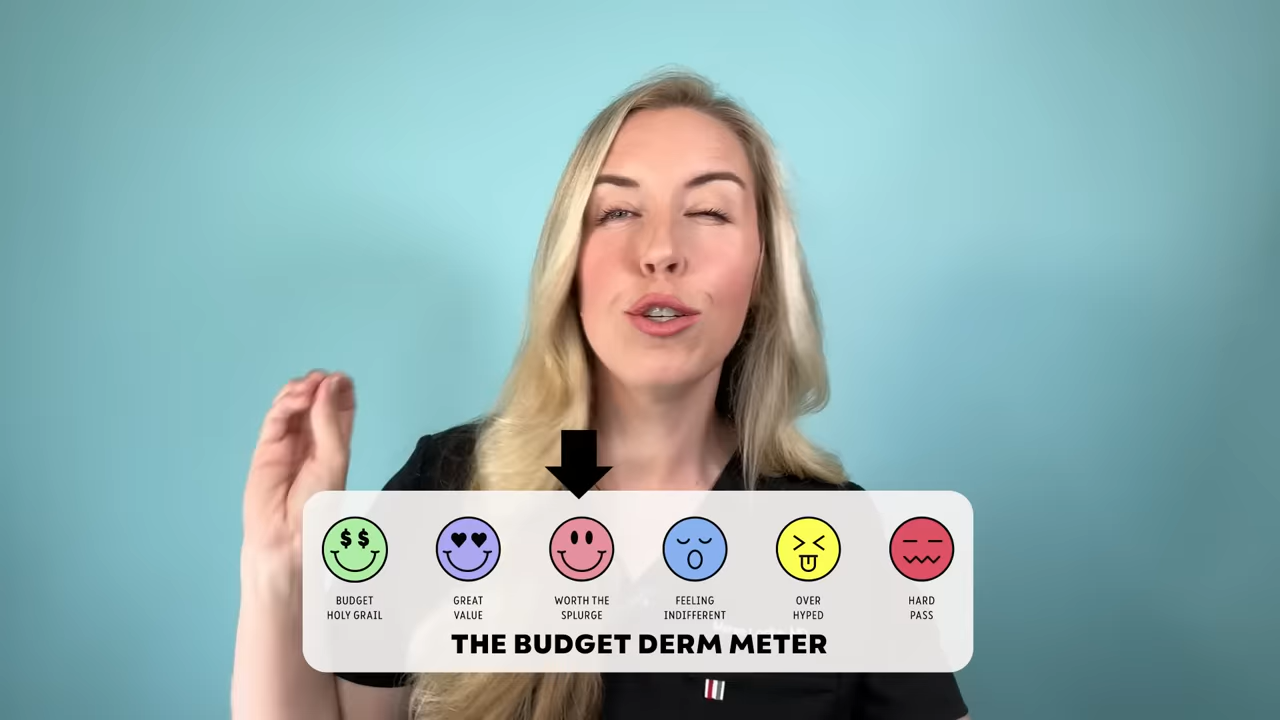 BUDGET
HOLY GRAIL
GREAT
VALUE
WORTH THE
SPLURGE
FEELING
INDIFFERENT
OVER
HYPED
HARD
PASS
THE BUDGET DERM METER